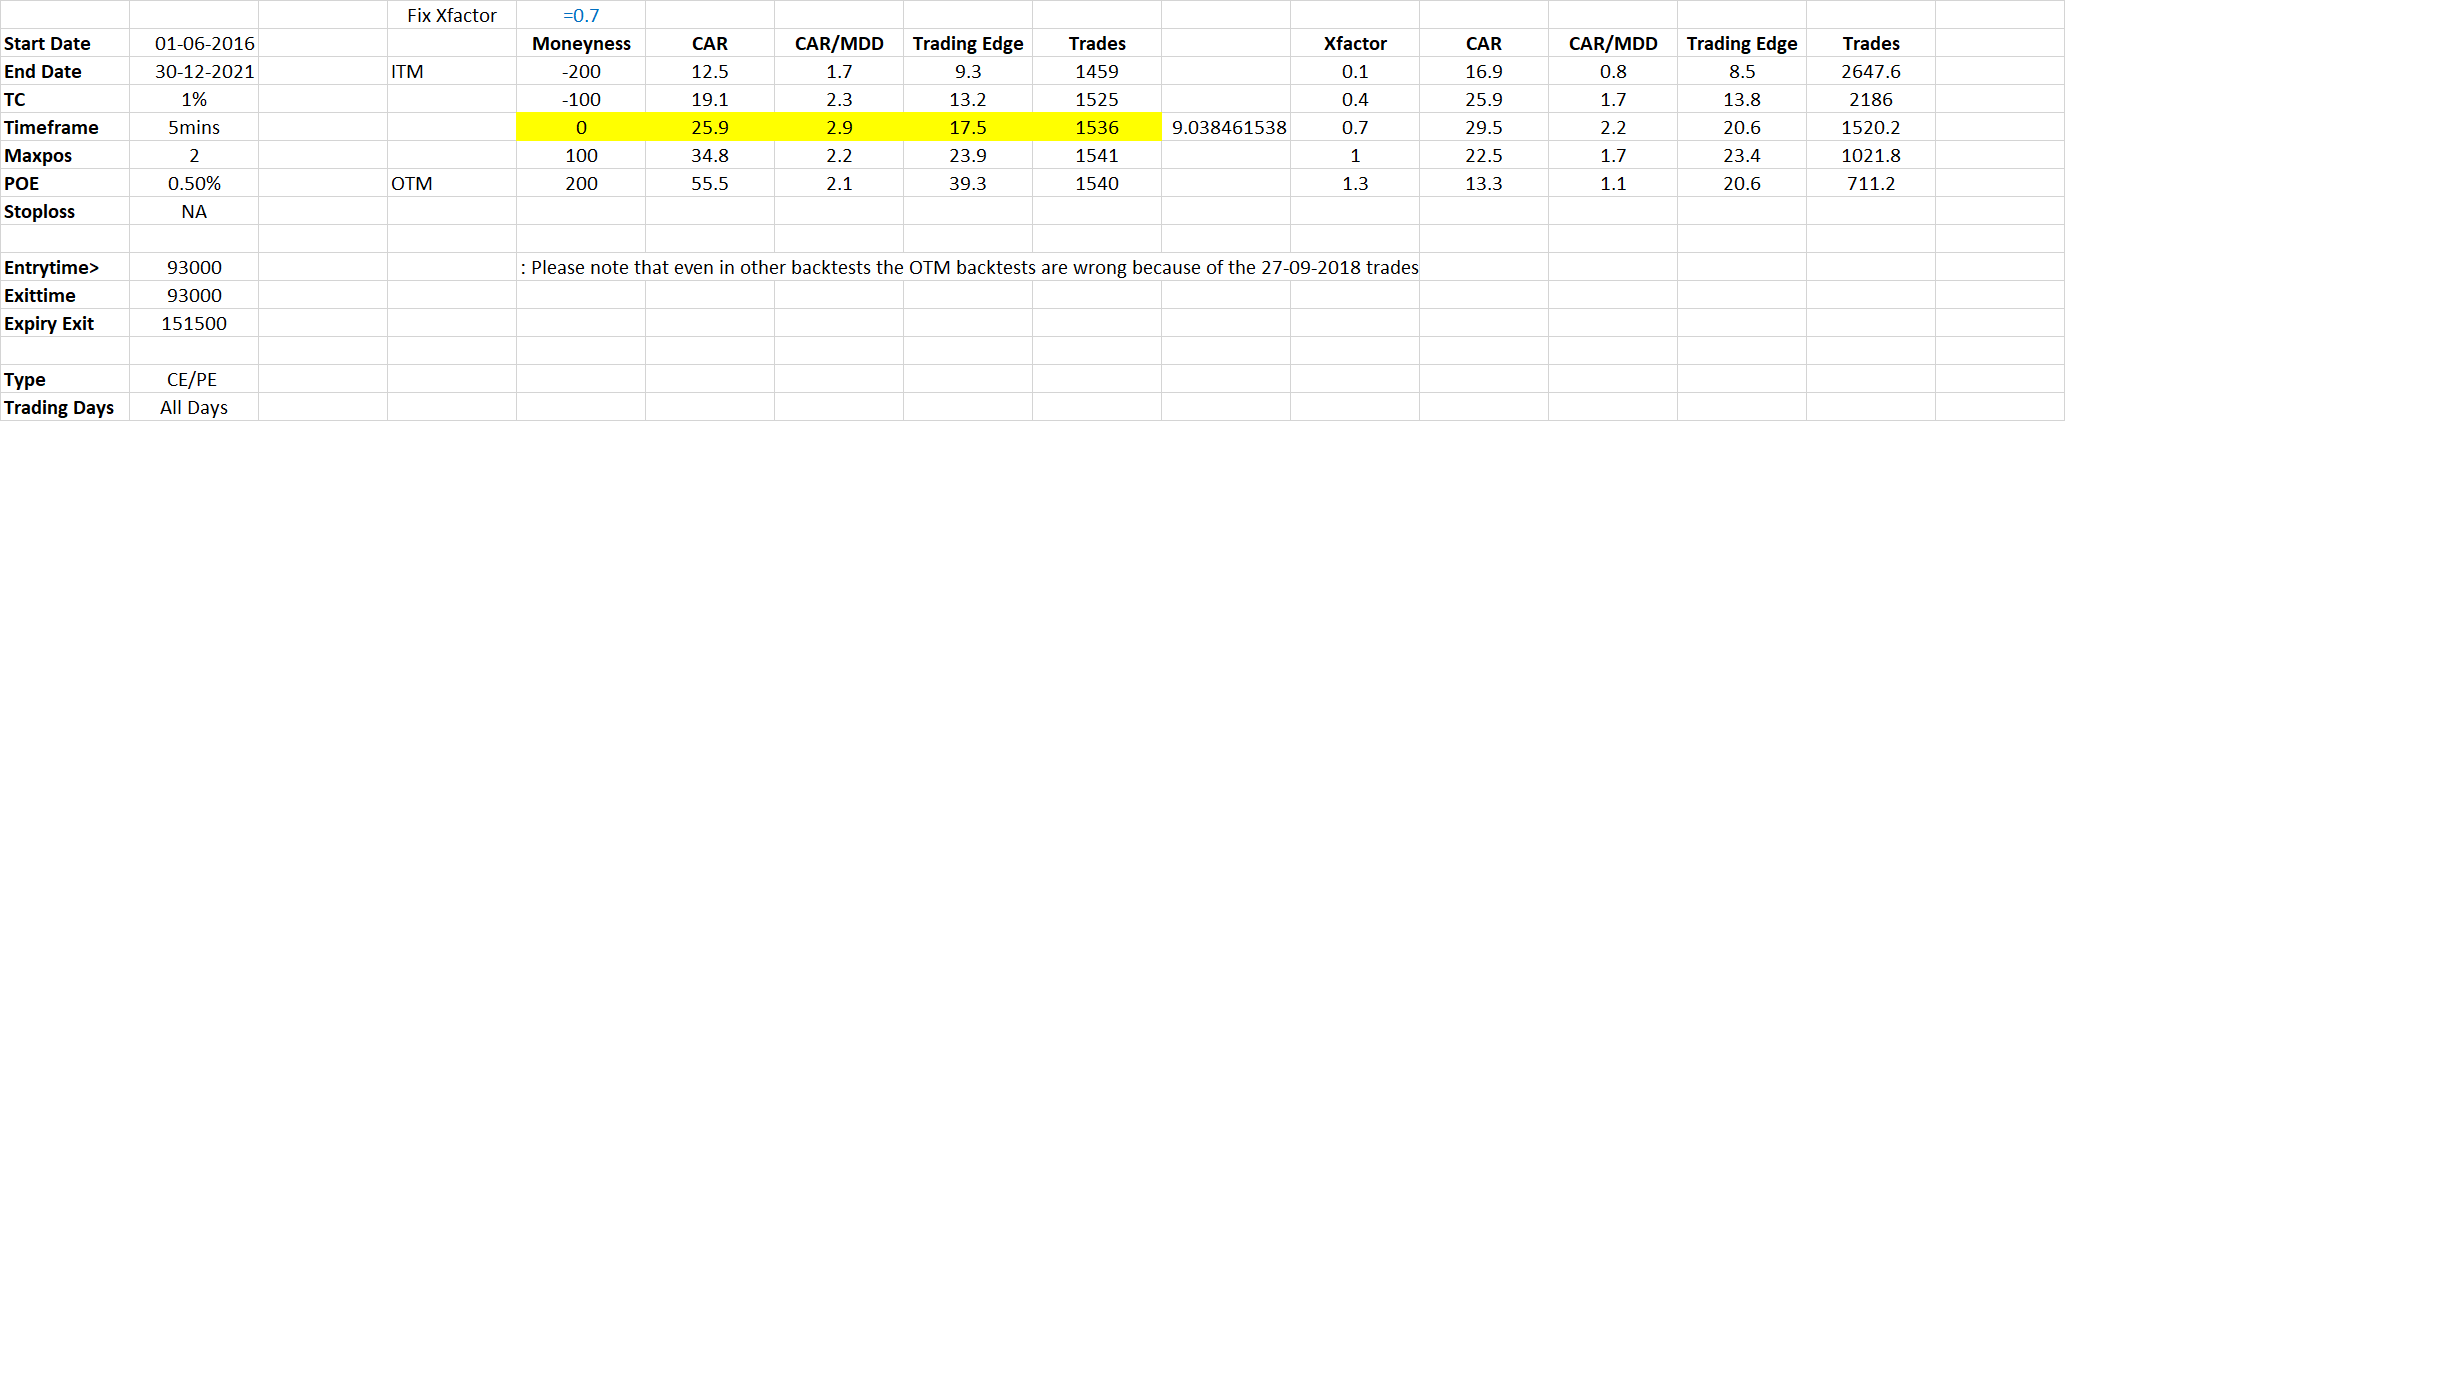 Fix Xfactor =0.7
Start Date 01-06-2016 Moneyness CAR CAR/MDD Trading Edge Trades Xfactor CAR CAR/MDD Trading Edge Trades
End Date 30-12-2021 ITM -200 12.5 1.7 9.3 1459 0.1 16.9 0.8 8.5 2647.6
TC 1% -100 19.1 2.3 13.2 1525 0.4 25.9 1.7 13.8 2186
Timeframe 5mins 0 25.9 2.9 17.5 1536 9.038461538 0.7 29.5 2.2 20.6 1520.2
Maxpos 2 100 34.8 2.2 23.9 1541 1 22.5 1.7 23.4 1021.8
POE 0.50% OTM 200 55.5 2.1 39.3 1540 1.3 13.3 1.1 20.6 711.2
Stoploss NA
Entrytime> 93000 : Please note that even in other backtests the OTM backtests are wrong because of the 27-09-2018 trades
Exittime 93000
Expiry Exit 151500
Type CE/PE
Trading Days All Days